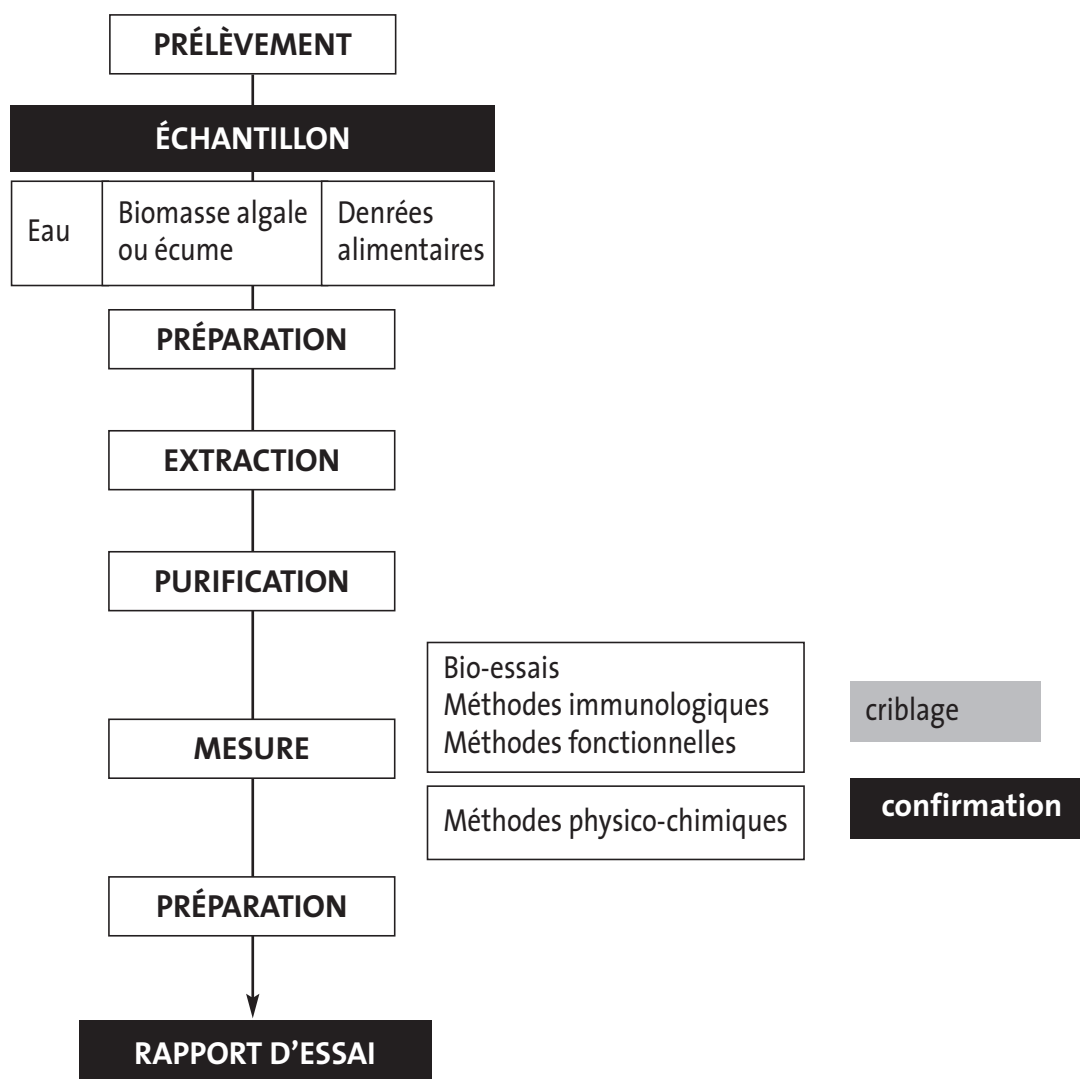 PRÉLÈVEMENT
ÉCHANTILLON
Eau
Biomasse algale
ou écume
Denrées
alimentaires
PRÉPARATION
EXTRACTION
PURIFICATION
MESURE
Bio-essais
Méthodes immunologiques
Méthodes fonctionnelles
criblage
Méthodes physico-chimiques
confirmation
PRÉPARATION
RAPPORT D’ESSAI